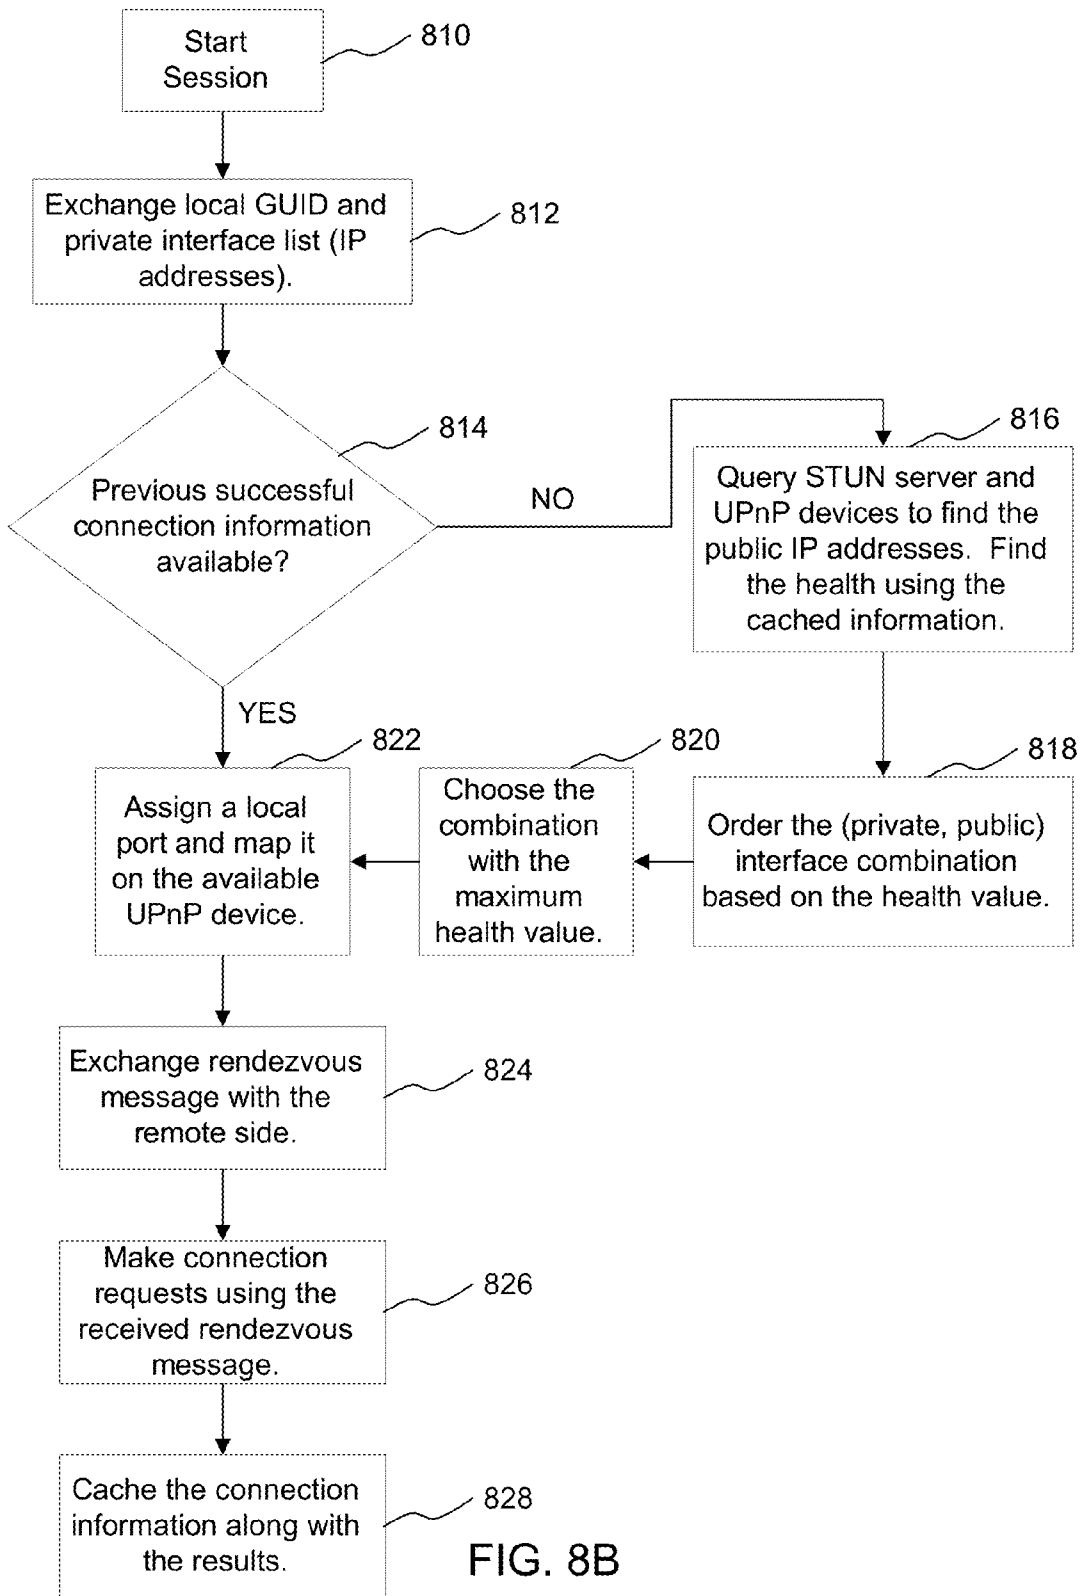 Start
Session
810
Exchange local GUID and
private interface list (IP
addresses).
812
814
Previous successful
connection information
available?
NO
816
Query STUN server and
UPnP devices to find the
public IP addresses.  Find
the health using the
cached information.
YES
822
Assign a local
port and map it
on the available
UPnP device.
820
Choose the
combination
with the
maximum
health value.
818
Order the (private, public)
interface combination
based on the health value.
Exchange rendezvous
message with the
remote side.
824
Make connection
requests using the
received rendezvous
message.
826
Cache the connection
information along with
the results.
828
FIG. 8B